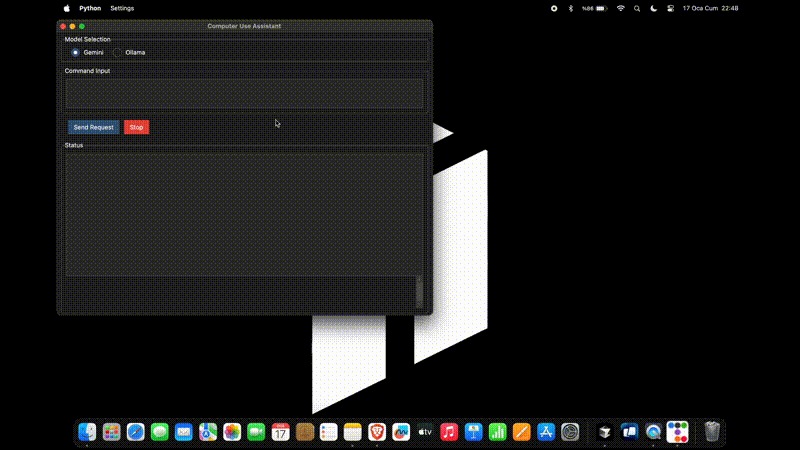 Python Settings
%86
17 Oca Cum 22:48
Computer Use Assistant
Model Selection
Gemini Ollama
Command Input
Send Request Stop
Status
17
tv